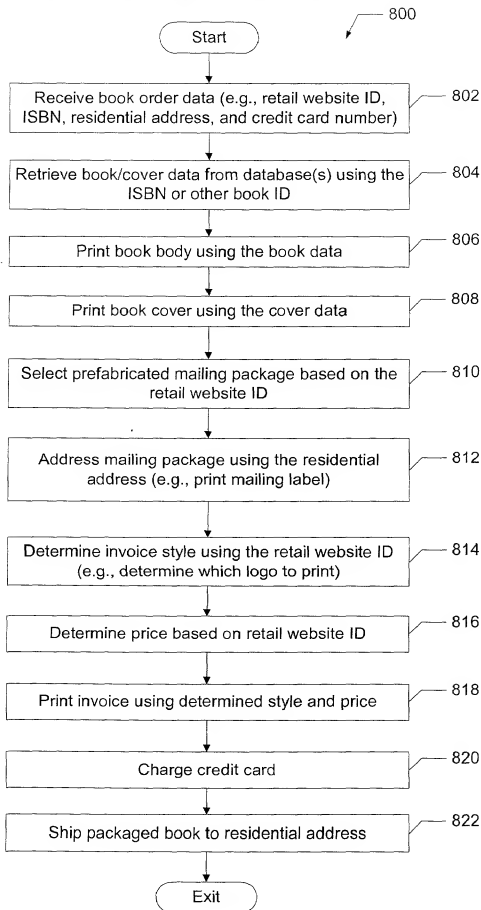 800
Start
Receive book order data (e.g., retail website ID,
ISBN, residential address, and credit card number)
802
Retrieve book/cover data from database(s) using the
ISBN or other book ID
804
Print book body using the book data
806
Print book cover using the cover data
808
Select prefabricated mailing package based on the
retail website ID
810
Address mailing package using the residential
address (e.g., print mailing label)
812
Determine invoice style using the retail website ID
(e.g., determine which logo to print)
814
Determine price based on retail website ID
816
Print invoice using determined style and price
818
Charge credit card
820
Ship packaged book to residential address
822
Exit